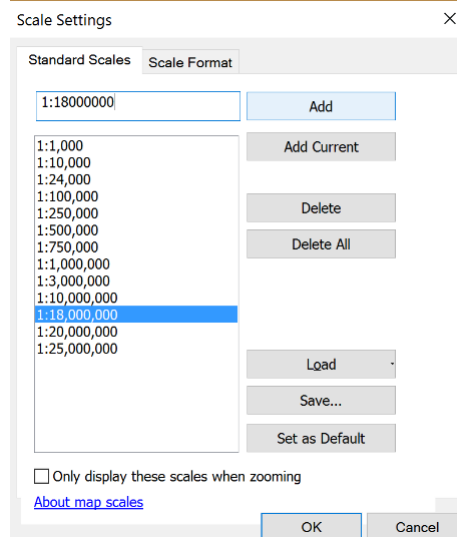 Scale Settings
Standard Scales
Scale Format
1:18000000
Add
1:1,000
1:10,000
1:24,000
1:100,000
1:250,000
1:500,000
1:750,000
1:1,000,000
1:3,000,000
1:10,000,000
1:18,000,000
1:20,000,000
1:25,000,000
Add Current
Delete
Delete All
Load
Save...
Set as Default
Only display these scales when zooming
About map scales
OK
Cancel